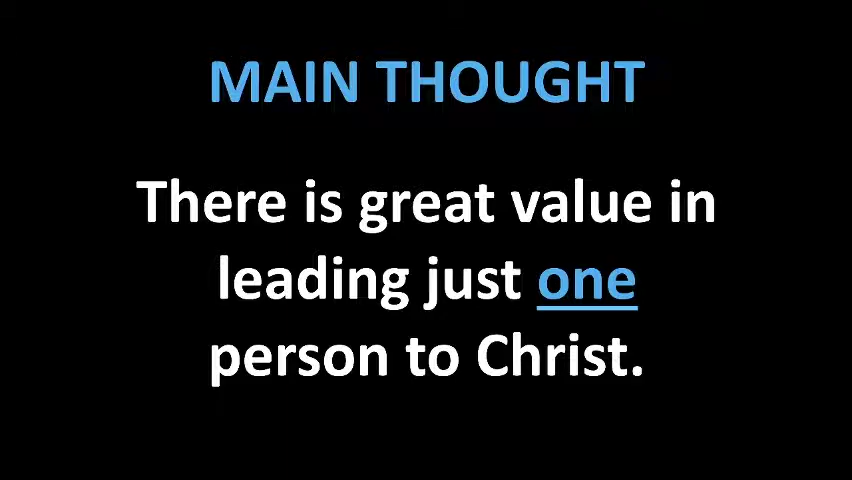 MAIN THOUGHT
There is great value in
leading just one
person to Christ.